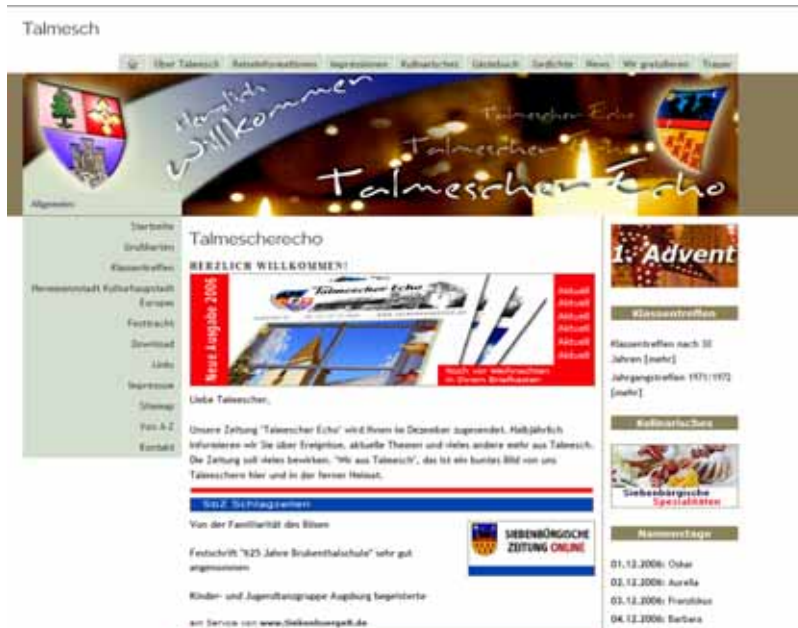 Talmesch
Über Talmesch Reiseinformationen Impressionen Kulinarisches Gästebuch Gedichte News Wir gratulieren Trauer
Herzlich
Willkommen
Talmescher Echo
Talmescher Echo
Talmescher Echo
Allgemein
Startseite
Grußkarten
Klassentreffen
Hermannstadt Kulturhauptstadt
Europas
Festtracht
Download
Links
Impressum
Sitemap
Von A-Z
Kontakt
Talmescherecho
HERZLICH WILLKOMMEN!
Neue Ausgabe 2006
Talmescher Echo
Aktuell
Aktuell
Aktuell
Aktuell
Aktuell
Aktuell
Noch vor Weihnachten
in Ihrem Briefkasten
Liebe Talmescher,
Unsere Zeitung "Talmescher Echo" wird Ihnen im Dezember zugesendet. Halbjährlich
informieren wir Sie über Ereignisse, aktuelle Themen und vieles andere mehr aus Talmesch.
Die Zeitung soll vieles bewirken. "Wir aus Talmesch", das ist ein buntes Bild von uns
Talmeschern hier und in der ferner Heimat.
SbZ Schlagzeilen
Von der Familiarität des Bösen
Festschrift "625 Jahre Brukenthalschule" sehr gut
angenommen
Kinder- und Jugendtanzgruppe Augsburg begeisterte
ein Service von www.Siebenbuerger.de
SIEBENBÜRGISCHE
ZEITUNG ONLINE
1. Advent
Klassentreffen
Klassentreffen nach 30
Jahren [mehr]
Jahrgangstreffen 1971/1972
[mehr]
Kulinarisches
Siebenbürgische
Spezialitäten
Namenstage
01.12.2006: Oskar
02.12.2006: Aurelia
03.12.2006: Franziskus
04.12.2006: Barbara